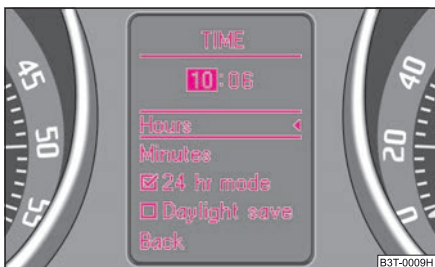 TIME
10:06
Hours
Minutes
24 hr mode
Daylight save
Back
45
50
55
40
20
0
B3T-0009H